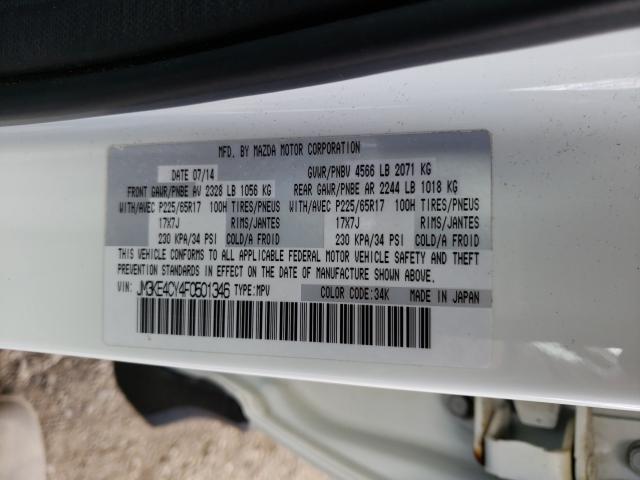 MFD. BY MAZDA MOTOR CORPORATION
DATE 07/14 GVWR/PNBV 4566 LB 2071 KG
FRONT GAWR/PNBE AV 2328 LB 1056 KG REAR GAWR/PNBE AR 2244 LB 1018 KG
WITH/AVEC P225/65R17 100H TIRES/PNEUS WITH/AVEC P225/65R17 100H TIRES/PNEUS
17X7J RIMS/JANTES 17X7J RIMS/JANTES
230 KPA/34 PSI COLD/A FROID 230 KPA/34 PSI COLD/A FROID
THIS VEHICLE CONFORMS TO ALL APPLICABLE FEDERAL MOTOR VEHICLE SAFETY AND THEFT
PREVENTION STANDARDS IN EFFECT ON THE DATE OF MANUFACTURE SHOWN ABOVE.
VIN: JM3KE4CY4F0501346 TYPE:MPV COLOR CODE:34K MADE IN JAPAN